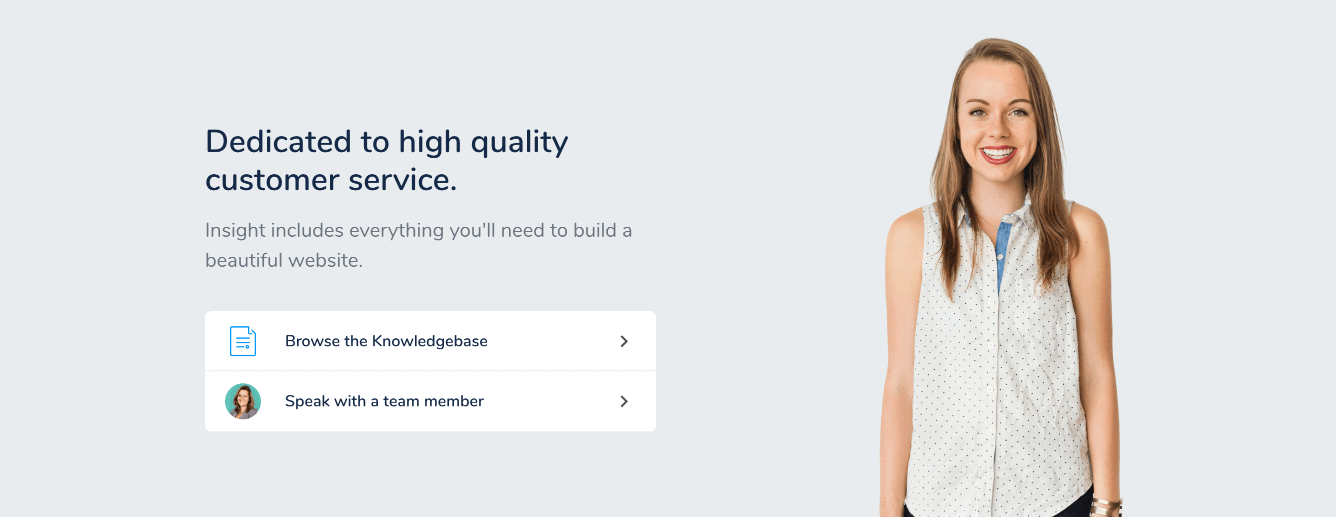 Dedicated to high quality
customer service.
Insight includes everything you'll need to build a
beautiful website.
Browse the Knowledgebase
Speak with a team member